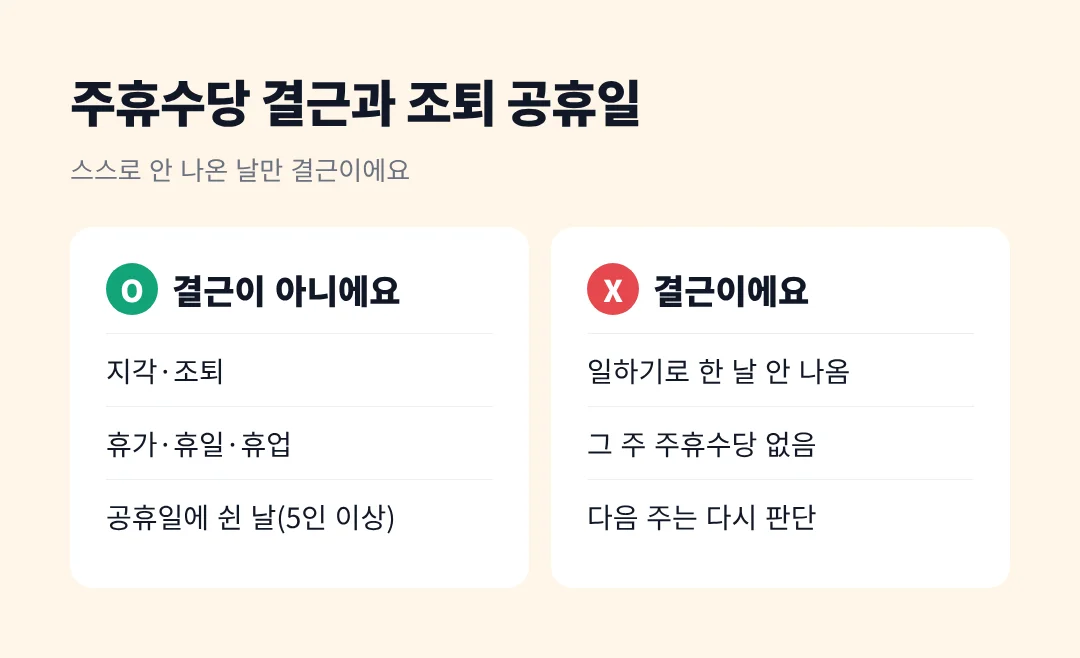 주휴수당 결근과 조퇴 공휴일
스스로 안 나온 날만 결근이에요
O 결근이 아니에요
지각·조퇴
휴가·휴일·휴업
공휴일에 쉰 날(5인 이상)
X 결근이에요
일하기로 한 날 안 나옴
그 주 주휴수당 없음
다음 주는 다시 판단